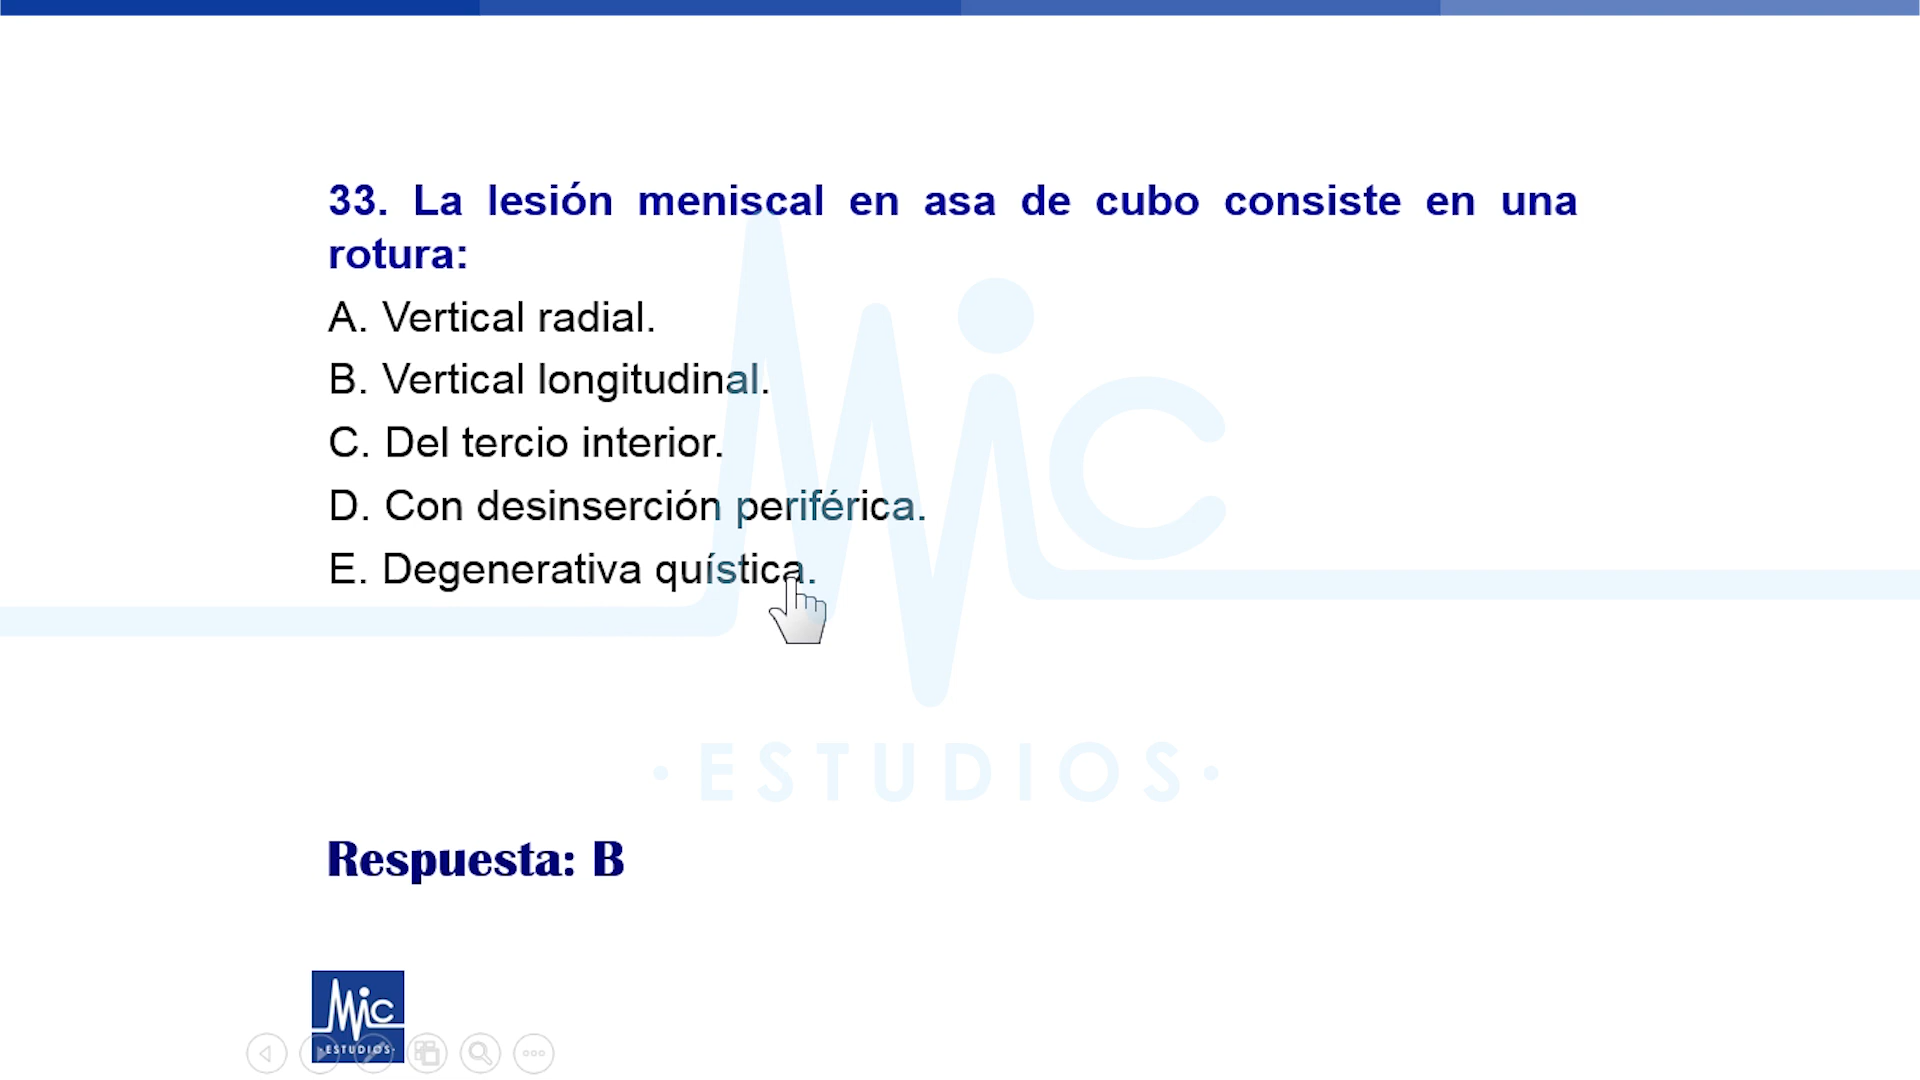 33. La lesión meniscal en asa de cubo consiste en una
rotura:
A. Vertical radial.
B. Vertical longitudinal.
C. Del tercio interior.
D. Con desinserción periférica.
E. Degenerativa quística.
MiC
· ESTUDIOS ·
Respuesta: B
MiC
·ESTUDIOS·